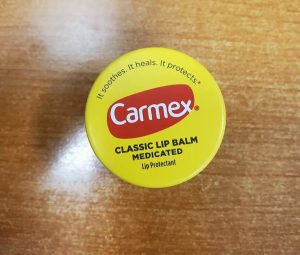 It soothes. It heals. It protects.*
Carmex®
CLASSIC LIP BALM
MEDICATED
Lip Protectant